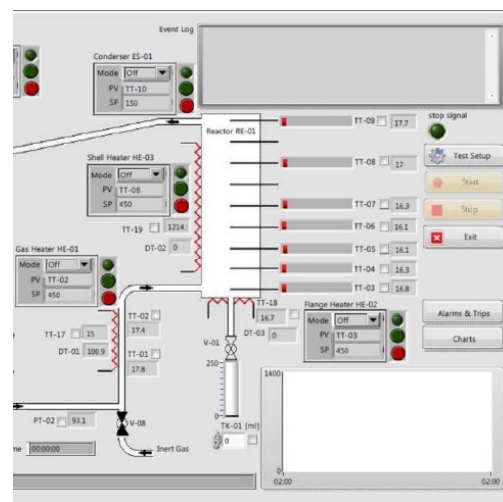 Event Log
Condenser ES-01
Mode Off
PV TT-10
SP 150
Reactor RE-01
TT-09 17.7
stop signal
Shell Heater HE-03
Mode Off
PV TT-08
SP 450
TT-08 17
Test Setup
Start
TT-19 1214.
TT-07 16.3
Stop
DT-02 0
TT-06 16.1
Exit
Gas Heater HE-01
Mode Off
PV TT-02
SP 450
TT-05 16.1
TT-04 16.3
TT-03 16.8
TT-18
16.7
Flange Heater HE-02
Mode Off
PV TT-03
SP 450
DT-03 0
Alarms & Trips
Charts
TT-02
17.4
TT-17 15
DT-01 100.9
TT-01
17.8
V-01
250
0
1400
0
02:00 02:00
PT-02 93.1
V-08
TK-01 [ml]
0
me 00:00:00
Inert Gas